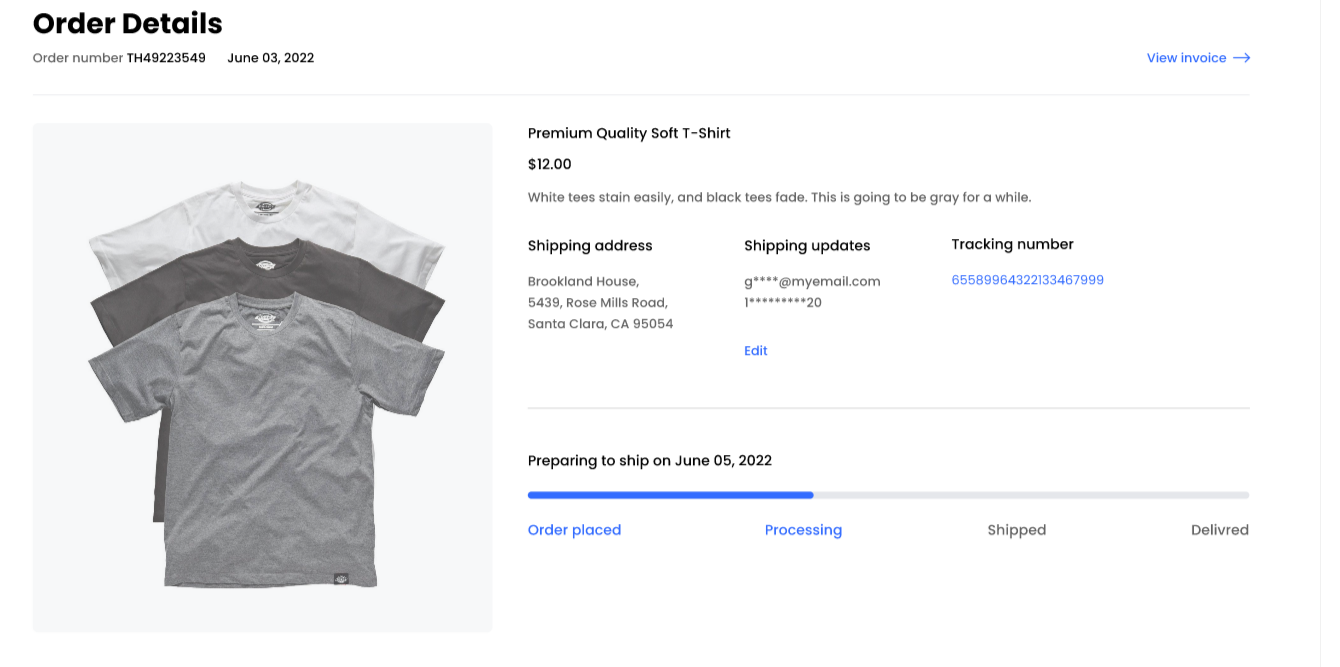 Order Details
Order number TH49223549 June 03, 2022
View invoice →
Premium Quality Soft T-Shirt
$12.00
White tees stain easily, and black tees fade. This is going to be gray for a while.
Shipping address
Brookland House,
5439, Rose Mills Road,
Santa Clara, CA 95054
Shipping updates
g****@myemail.com
1*********20
Edit
Tracking number
65589964322133467999
Preparing to ship on June 05, 2022
Order placed
Processing
Shipped
Delivred